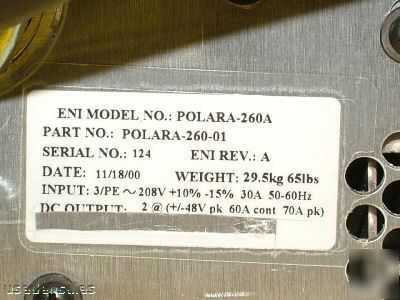 ENI MODEL NO.: POLARA-260A
PART NO.: POLARA-260-01
SERIAL NO.: 124 ENI REV.: A
DATE: 11/18/00 WEIGHT: 29.5kg 65lbs
INPUT: 3/PE ~ 208V +10% -15% 30A 50-60Hz
DC OUTPUT: 2 @ (+/-48V pk 60A cont 70A pk)